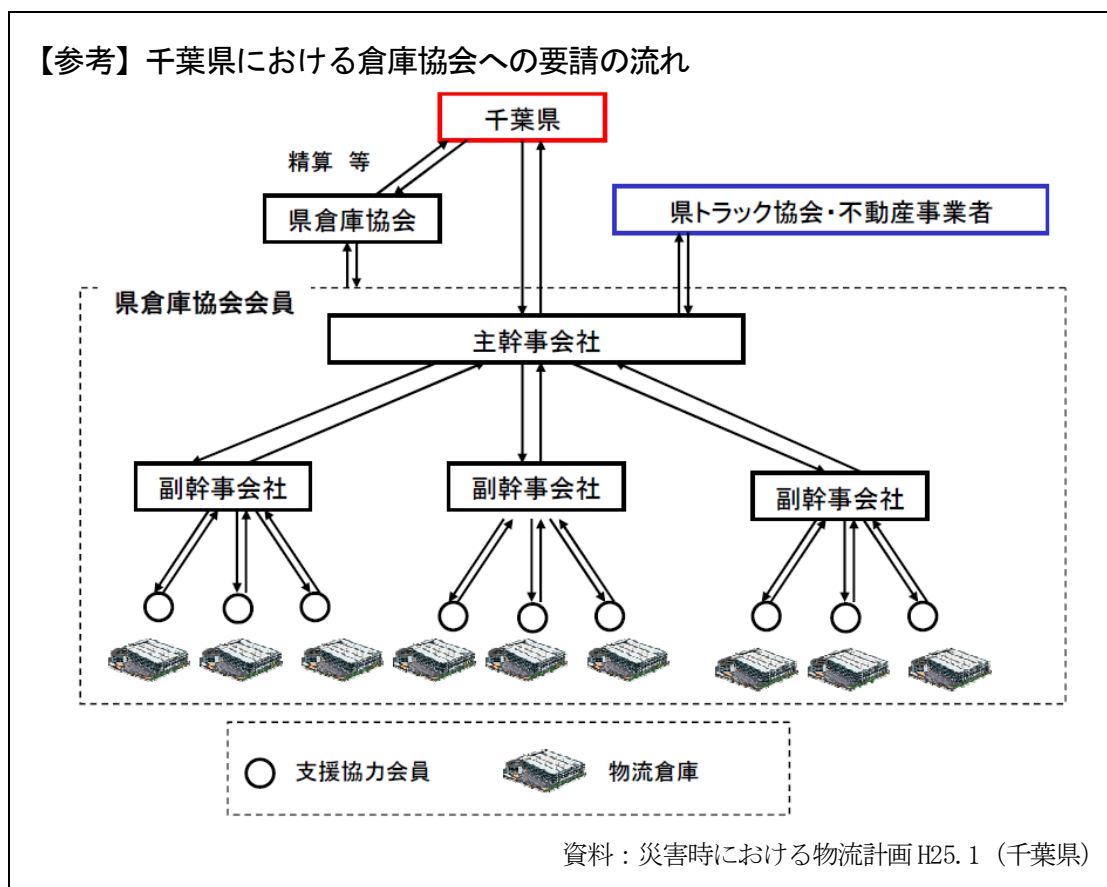 【参考】千葉県における倉庫協会への要請の流れ
千葉県
精算 等
県倉庫協会
県トラック協会・不動産事業者
県倉庫協会会員
主幹事会社
副幹事会社
副幹事会社
副幹事会社
支援協力会員
物流倉庫
資料：災害時における物流計画 H25.1（千葉県）